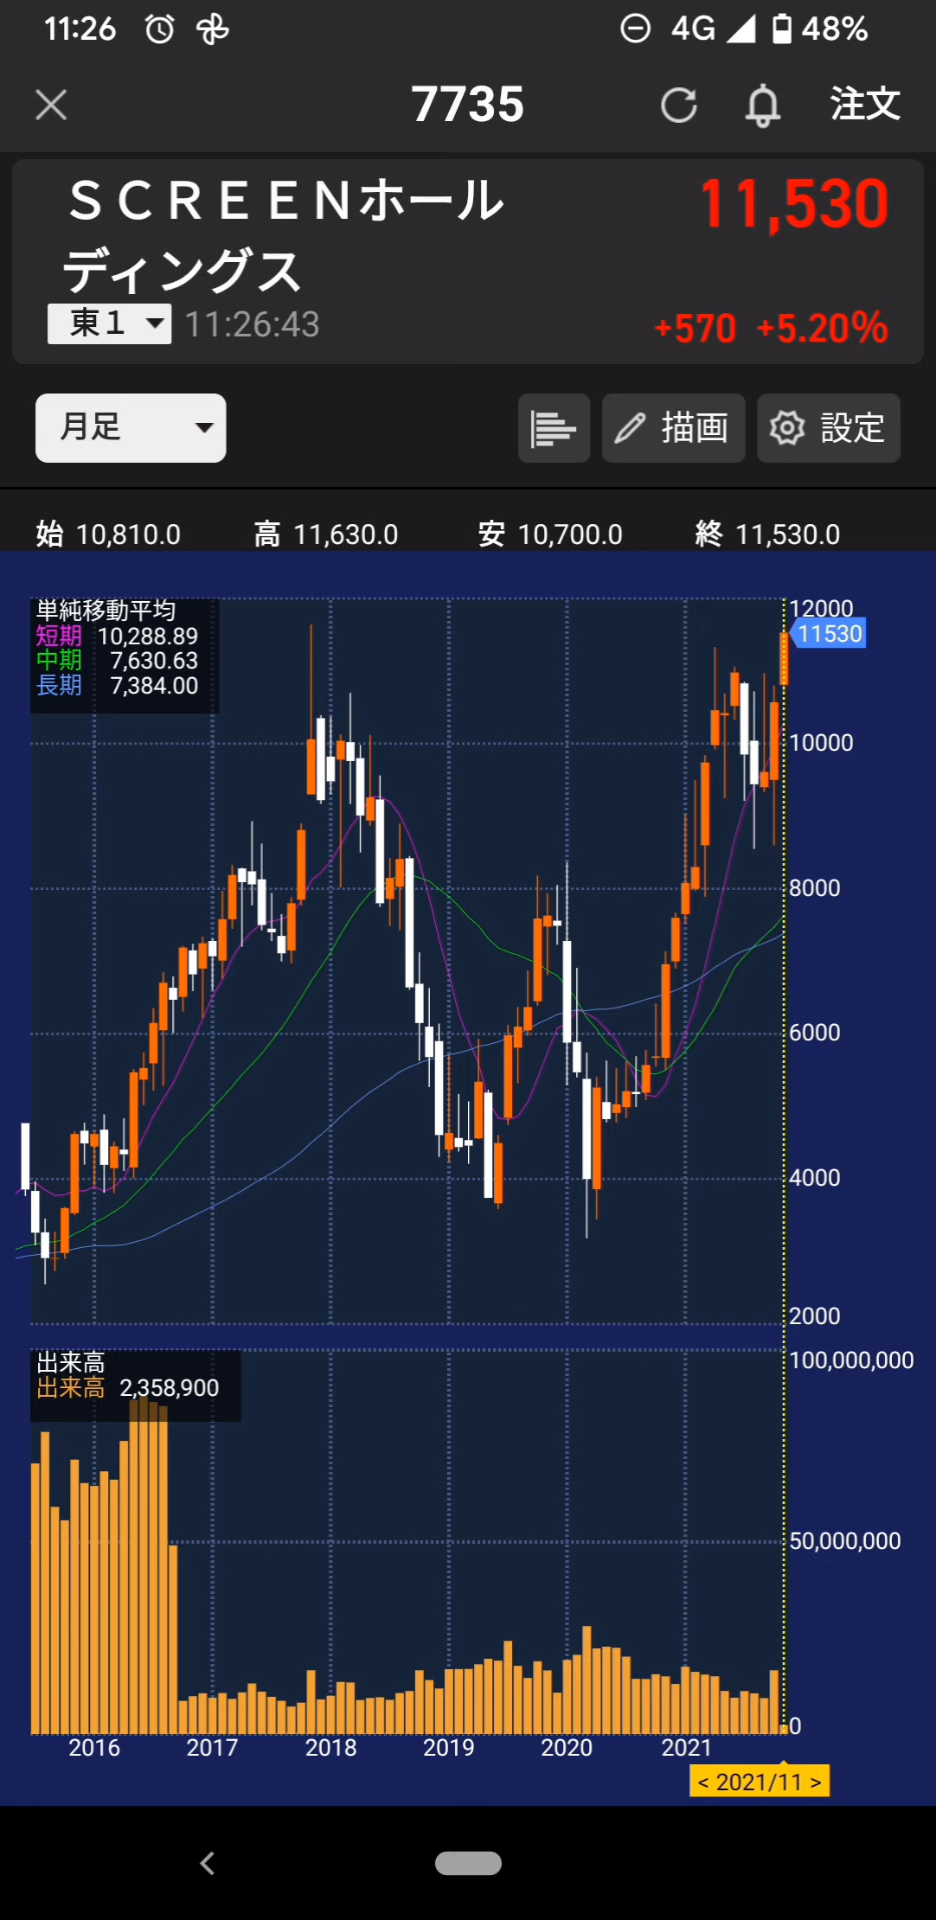 11:26
4G 48%
7735
注文
ＳＣＲＥＥＮホール
ディングス
11,530
東１ 11:26:43
+570 +5.20%
月足
描画
設定
始 10,810.0 高 11,630.0 安 10,700.0 終 11,530.0
単純移動平均
短期 10,288.89
中期 7,630.63
長期 7,384.00
12000
11530
10000
8000
6000
4000
2000
出来高
出来高 2,358,900
100,000,000
50,000,000
0
2016 2017 2018 2019 2020 2021
< 2021/11 >